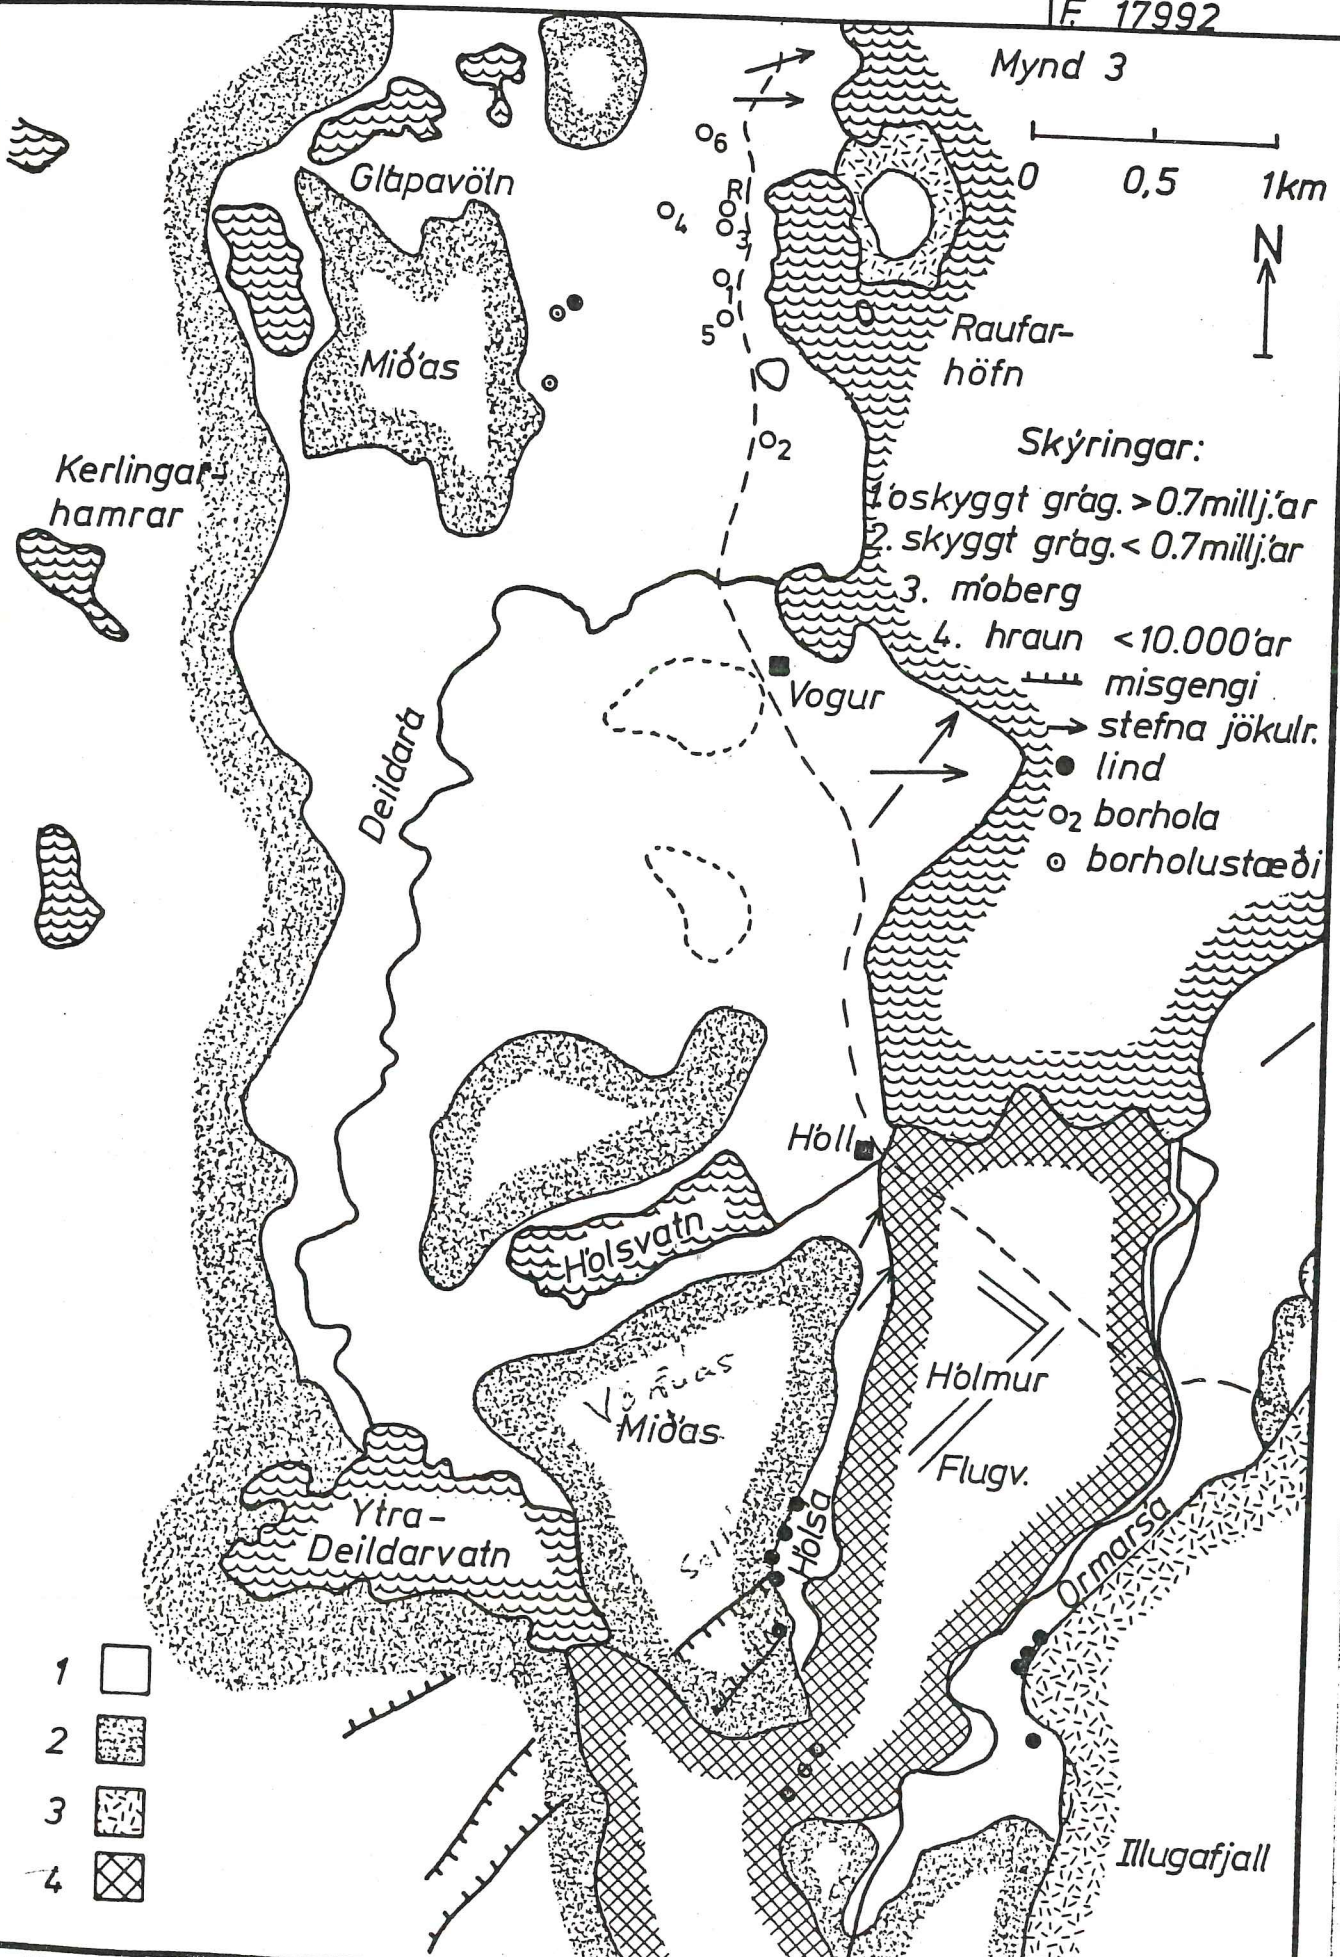 F. 17992
Mynd 3
0 0,5 1km
N
Glápavöln
6
R
4
3
1
5
2
Miðás
Raufar-
höfn
Kerlingar-
hamrar
Skýringar:
1. óskyggt grág. > 0.7millj.ár
2. skyggt grág. < 0.7millj.ár
3. móberg
4. hraun < 10.000 ár
misgengi
stefna jökulr.
lind
2 borhola
borholustæði
Vogur
Deildará
Hóll
Hólsvatn
Miðás
Hólmur
Flugv.
Hólsá
Ormarsá
Ytra-
Deildarvatn
Illugafjall
1
2
3
4